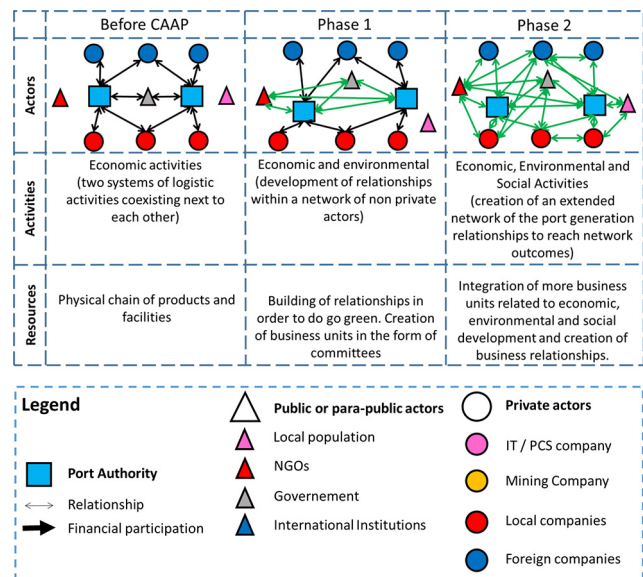 Before CAAP
Phase 1
Phase 2
Actors
Activities
Economic activities
(two systems of logistic
activities coexisting next to
each other)
Economic and environmental
(development of relationships
within a network of non private
actors)
Economic, Environmental and
Social Activities
(creation of an extended
network of the port generation
relationships to reach network
outcomes)
Resources
Physical chain of products and
facilities
Building of relationships in
order to do go green. Creation
of business units in the form of
committees
Integration of more business
units related to economic,
environmental and social
development and creation of
business relationships.
Legend
Port Authority
Relationship
Financial participation
Public or para-public actors
Local population
NGOs
Governement
International Institutions
Private actors
IT / PCS company
Mining Company
Local companies
Foreign companies